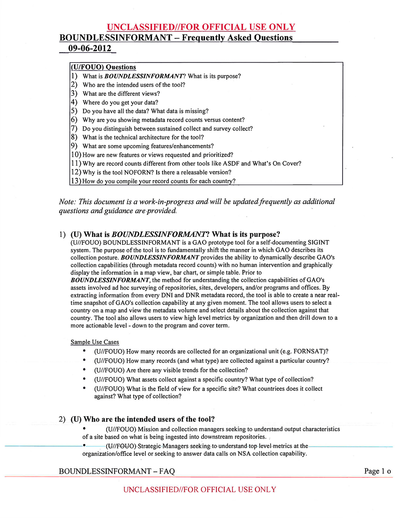 UNCLASSIFIED//FOR OFFICIAL USE ONLY
BOUNDLESSINFORMANT – Frequently Asked Questions
09-06-2012
(U/FOUO) Questions
1) What is BOUNDLESSINFORMANT? What is its purpose?
2) Who are the intended users of the tool?
3) What are the different views?
4) Where do you get your data?
5) Do you have all the data? What data is missing?
6) Why are you showing metadata record counts versus content?
7) Do you distinguish between sustained collect and survey collect?
8) What is the technical architecture for the tool?
9) What are some upcoming features/enhancements?
10) How are new features or views requested and prioritized?
11) Why are record counts different from other tools like ASDF and What's On Cover?
12) Why is the tool NOFORN? Is there a releasable version?
13) How do you compile your record counts for each country?
Note: This document is a work-in-progress and will be updated frequently as additional
questions and guidance are provided.
1) (U) What is BOUNDLESSINFORMANT? What is its purpose?
(U//FOUO) BOUNDLESSINFORMANT is a GAO prototype tool for a self-documenting SIGINT
system. The purpose of the tool is to fundamentally shift the manner in which GAO describes its
collection posture. BOUNDLESSINFORMANT provides the ability to dynamically describe GAO's
collection capabilities (through metadata record counts) with no human intervention and graphically
display the information in a map view, bar chart, or simple table. Prior to
BOUNDLESSINFORMANT, the method for understanding the collection capabilities of GAO's
assets involved ad hoc surveying of repositories, sites, developers, and/or programs and offices. By
extracting information from every DNI and DNR metadata record, the tool is able to create a near real-
time snapshot of GAO's collection capability at any given moment. The tool allows users to select a
country on a map and view the metadata volume and select details about the collection against that
country. The tool also allows users to view high level metrics by organization and then drill down to a
more actionable level - down to the program and cover term.
Sample Use Cases
• (U//FOUO) How many records are collected for an organizational unit (e.g. FORNSAT)?
• (U//FOUO) How many records (and what type) are collected against a particular country?
• (U//FOUO) Are there any visible trends for the collection?
• (U//FOUO) What assets collect against a specific country? What type of collection?
• (U//FOUO) What is the field of view for a specific site? What countriees does it collect
against? What type of collection?
2) (U) Who are the intended users of the tool?
• (U//FOUO) Mission and collection managers seeking to understand output characteristics
of a site based on what is being ingested into downstream repositories.
• (U//FOUO) Strategic Managers seeking to understand top level metrics at the
organization/office level or seeking to answer data calls on NSA collection capability.
BOUNDLESSINFORMANT – FAQ Page 1 o
UNCLASSIFIED//FOR OFFICIAL USE ONLY